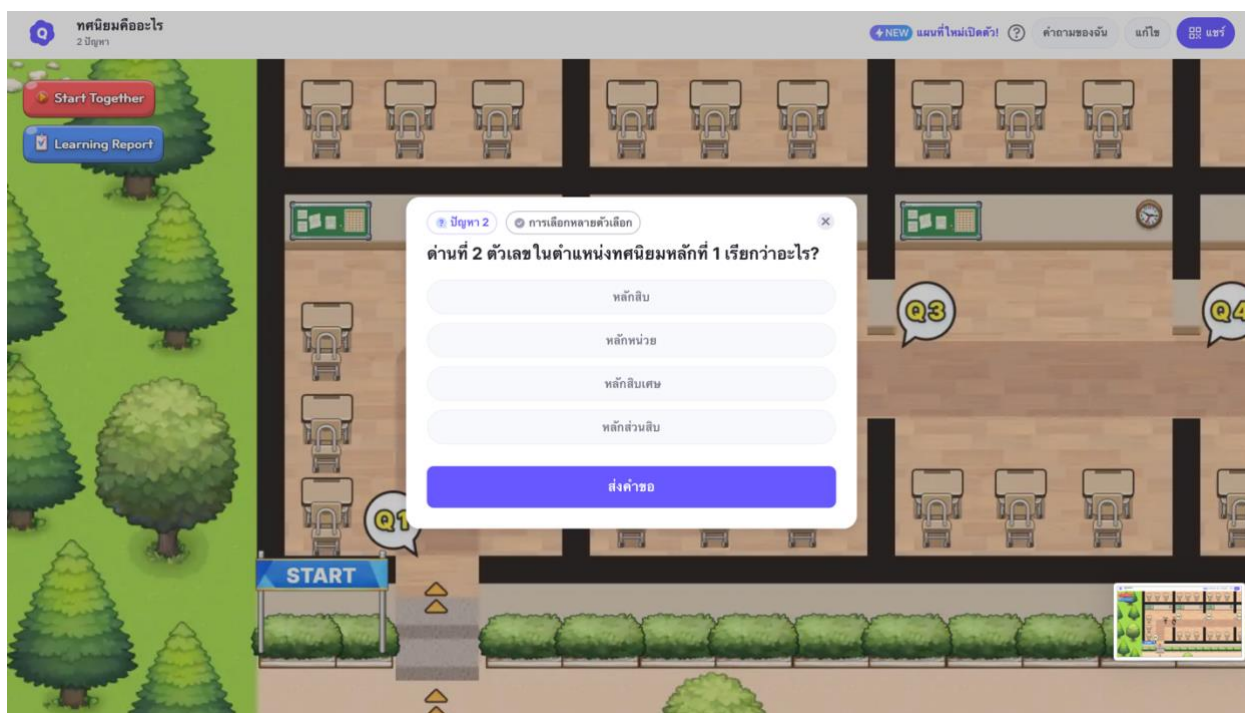 ทศนิยมคืออะไร
2 ปัญหา
NEW แผนที่ใหม่เปิดตัว!
คำถามของฉัน
แก้ไข
แชร์
Start Together
Learning Report
ปัญหา 2
การเลือกหลายตัวเลือก
ด่านที่ 2 ตัวเลขในตำแหน่งทศนิยมหลักที่ 1 เรียกว่าอะไร?
หลักสิบ
หลักหน่วย
หลักสิบเศษ
หลักส่วนสิบ
ส่งคำขอ
Q3
Q4
Q1
START